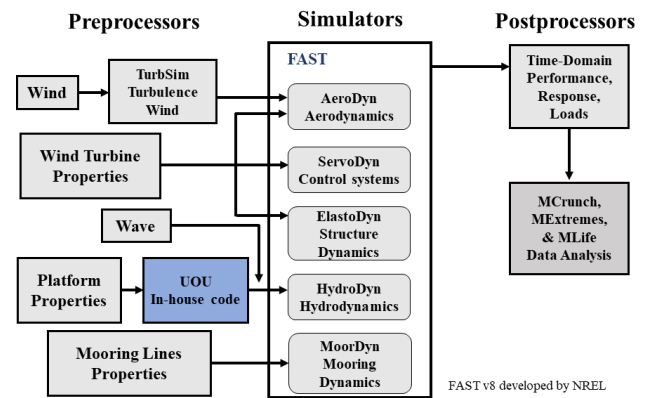 Preprocessors
Simulators
Postprocessors
Wind
TurbSim
Turbulence
Wind
Wind Turbine
Properties
Wave
Platform
Properties
UOU
In-house code
Mooring Lines
Properties
FAST
AeroDyn
Aerodynamics
ServoDyn
Control systems
ElastoDyn
Structure
Dynamics
HydroDyn
Hydrodynamics
MoorDyn
Mooring
Dynamics
Time-Domain
Performance,
Response,
Loads
MCrunch,
MExtremes,
& MLife
Data Analysis
FAST v8 developed by NREL